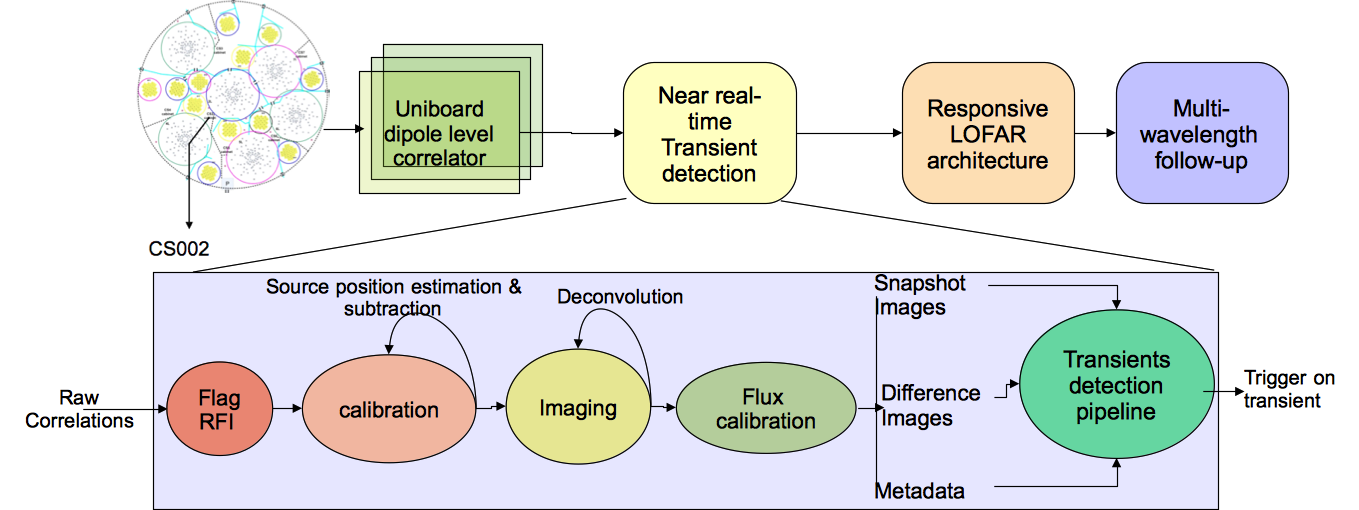 Uniboard
dipole level
correlator
Near real-
time
Transient
detection
Responsive
LOFAR
architecture
Multi-
wavelength
follow-up
CS002
Source position estimation &
subtraction
Deconvolution
Snapshot
Images
Raw
Correlations
Flag
RFI
calibration
Imaging
Flux
calibration
Difference
Images
Transients
detection
pipeline
Trigger on
transient
Metadata